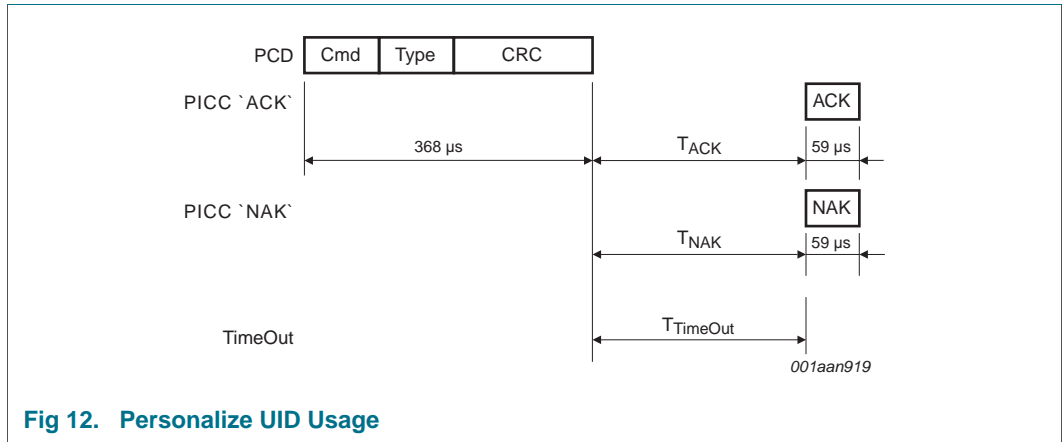 PCD Cmd Type CRC
PICC `ACK` ACK
368 µs TACK 59 µs
PICC `NAK` NAK
TNAK 59 µs
TimeOut TTimeOut
001aan919
Fig 12. Personalize UID Usage